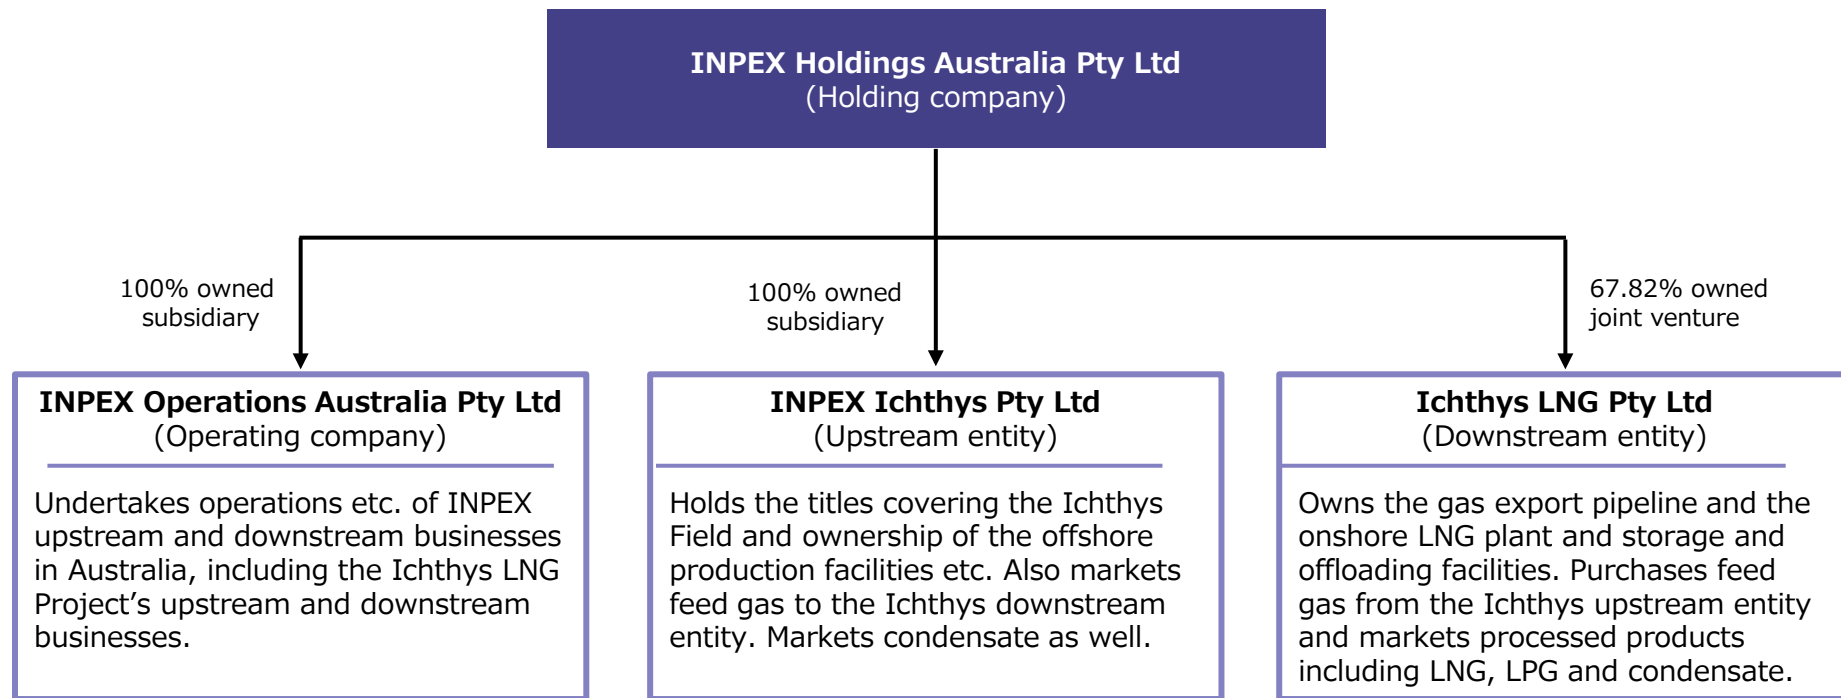 INPEX Holdings Australia Pty Ltd
(Holding company)
100% owned
subsidiary
100% owned
subsidiary
67.82% owned
joint venture
INPEX Operations Australia Pty Ltd
(Operating company)
Undertakes operations etc. of INPEX
upstream and downstream businesses
in Australia, including the Ichthys LNG
Project’s upstream and downstream
businesses.
INPEX Ichthys Pty Ltd
(Upstream entity)
Holds the titles covering the Ichthys
Field and ownership of the offshore
production facilities etc. Also markets
feed gas to the Ichthys downstream
entity. Markets condensate as well.
Ichthys LNG Pty Ltd
(Downstream entity)
Owns the gas export pipeline and the
onshore LNG plant and storage and
offloading facilities. Purchases feed
gas from the Ichthys upstream entity
and markets processed products
including LNG, LPG and condensate.